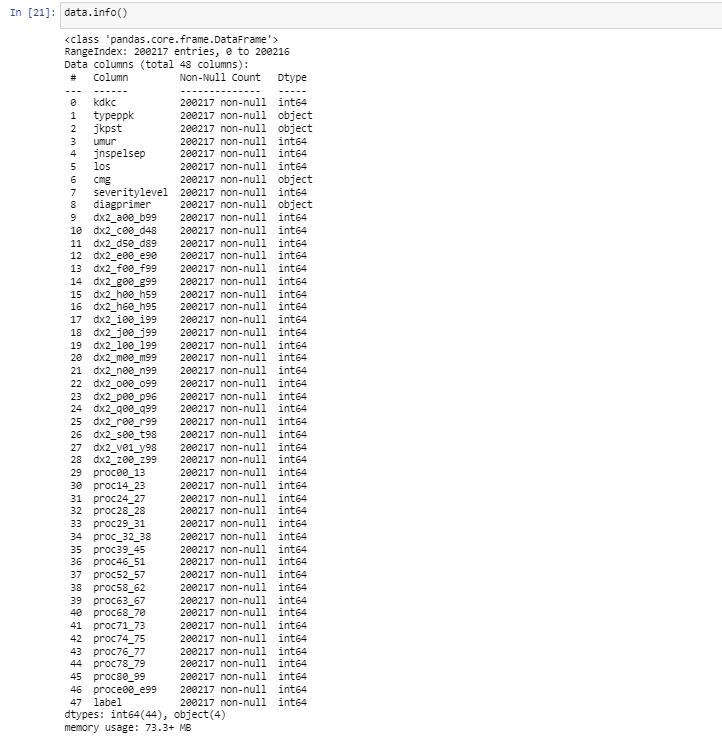 In [21]: data.info()
<class 'pandas.core.frame.DataFrame'>
RangeIndex: 200217 entries, 0 to 200216
Data columns (total 48 columns):
 #   Column         Non-Null Count   Dtype
---  ------         --------------   -----
 0   kdkc           200217 non-null  int64
 1   typeppk        200217 non-null  object
 2   jkpst          200217 non-null  object
 3   umur           200217 non-null  int64
 4   jnspelsep      200217 non-null  int64
 5   los            200217 non-null  int64
 6   cmg            200217 non-null  object
 7   severitylevel  200217 non-null  int64
 8   diagprimer     200217 non-null  object
 9   dx2_a00_b99    200217 non-null  int64
 10  dx2_c00_d48    200217 non-null  int64
 11  dx2_d50_d89    200217 non-null  int64
 12  dx2_e00_e90    200217 non-null  int64
 13  dx2_f00_f99    200217 non-null  int64
 14  dx2_g00_g99    200217 non-null  int64
 15  dx2_h00_h59    200217 non-null  int64
 16  dx2_h60_h95    200217 non-null  int64
 17  dx2_i00_i99    200217 non-null  int64
 18  dx2_j00_j99    200217 non-null  int64
 19  dx2_l00_l99    200217 non-null  int64
 20  dx2_m00_m99    200217 non-null  int64
 21  dx2_n00_n99    200217 non-null  int64
 22  dx2_o00_o99    200217 non-null  int64
 23  dx2_p00_p96    200217 non-null  int64
 24  dx2_q00_q99    200217 non-null  int64
 25  dx2_r00_r99    200217 non-null  int64
 26  dx2_s00_t98    200217 non-null  int64
 27  dx2_v01_y98    200217 non-null  int64
 28  dx2_z00_z99    200217 non-null  int64
 29  proc00_13      200217 non-null  int64
 30  proc14_23      200217 non-null  int64
 31  proc24_27      200217 non-null  int64
 32  proc28_28      200217 non-null  int64
 33  proc29_31      200217 non-null  int64
 34  proc_32_38     200217 non-null  int64
 35  proc39_45      200217 non-null  int64
 36  proc46_51      200217 non-null  int64
 37  proc52_57      200217 non-null  int64
 38  proc58_62      200217 non-null  int64
 39  proc63_67      200217 non-null  int64
 40  proc68_70      200217 non-null  int64
 41  proc71_73      200217 non-null  int64
 42  proc74_75      200217 non-null  int64
 43  proc76_77      200217 non-null  int64
 44  proc78_79      200217 non-null  int64
 45  proc80_99      200217 non-null  int64
 46  proce00_e99    200217 non-null  int64
 47  label          200217 non-null  int64
dtypes: int64(44), object(4)
memory usage: 73.3+ MB